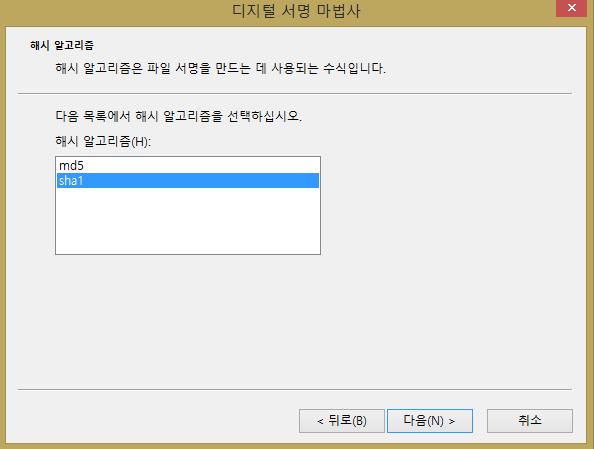 디지털 서명 마법사
해시 알고리즘
해시 알고리즘은 파일 서명을 만드는 데 사용되는 수식입니다.
다음 목록에서 해시 알고리즘을 선택하십시오.
해시 알고리즘(H):
md5
sha1
< 뒤로(B) 다음(N) > 취소